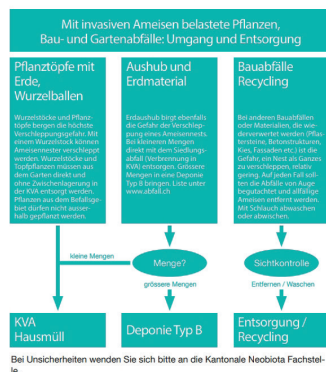 Mit invasiven Ameisen belastete Pflanzen,
Bau- und Gartenabfälle: Umgang und Entsorgung
Pflanztöpfe mit
Erde,
Wurzelballen
Wurzelstöcke und Pflanz-
töpfe bergen die höchste
Verschleppungsgefahr. Mit
einem Wurzelstock können
Ameisennester verschleppt
werden. Wurzelstöcke und
Topfpflanzen müssen aus
dem Garten direkt und
ohne Zwischenlagerung in
der KVA entsorgt werden.
Pflanzen aus dem Befallsge-
biet dürfen nicht ausser-
halb gepflanzt werden.
Aushub und
Erdmaterial
Erdaushub birgt ebenfalls
die Gefahr der Verschlep-
pung eines Ameisennests.
Bei kleineren Mengen
direkt mit dem Siedlungs-
abfall (Verbrennung in
KVA) entsorgen. Grössere
Mengen in eine Deponie
Typ B bringen. Liste unter
www.abfall.ch
Bauabfälle
Recycling
Bei anderen Bauabfällen
oder Materialien, die wie-
derverwertet werden (Pflas-
tersteine, Betonstrukturen,
Kies, Fassaden etc.) ist die
Gefahr, ein Nest als Ganzes
zu verschleppen, relativ
gering. Auf jeden Fall soll-
ten die Abfälle von Auge
begutachtet und allfällige
Ameisen entfernt werden.
Mit Schlauch abwaschen
oder abwischen.
kleine Mengen
Menge?
Sichtkontrolle
grössere Mengen
Entfernen / Waschen
KVA
Hausmüll
Deponie Typ B
Entsorgung /
Recycling
Bei Unsicherheiten wenden Sie sich bitte an die Kantonale Neobiota Fachstel-
le